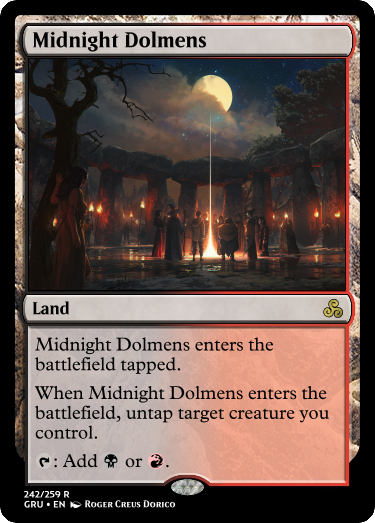 Midnight Dolmens
Land
Midnight Dolmens enters the
battlefield tapped.
When Midnight Dolmens enters the
battlefield, untap target creature you
control.
: Add or .
242/259 R
GRU • EN Roger Creus Dorico